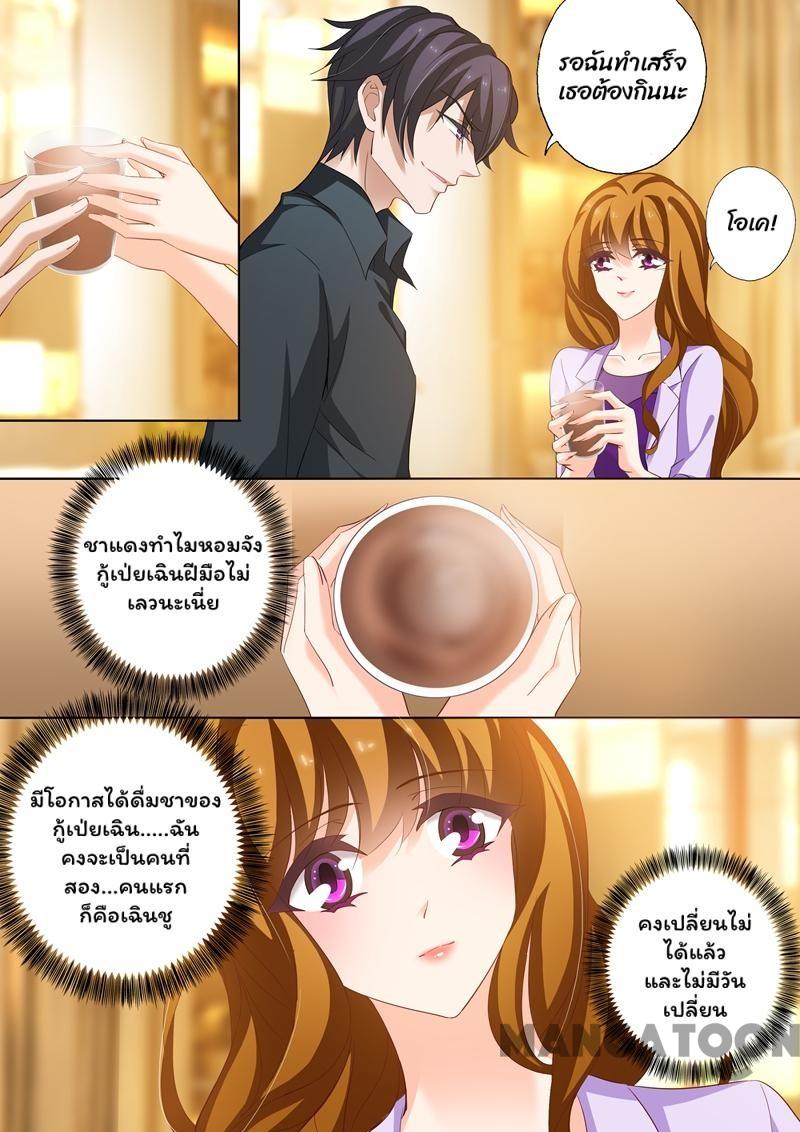 รอฉันทำเสร็จ
เธอต้องกินนะ
โอเค!
ชาแดงทำไมหอมจัง
กู้เป่ยเฉินฝีมือไม่
เลวนะเนี่ย
มีโอกาสได้ดื่มชาของ
กู้เป่ยเฉิน.....ฉัน
คงจะเป็นคนที่
สอง...คนแรก
ก็คือเฉินชู
คงเปลี่ยนไม่
ได้แล้ว
และไม่มีวัน
เปลี่ยน
MANGATOON